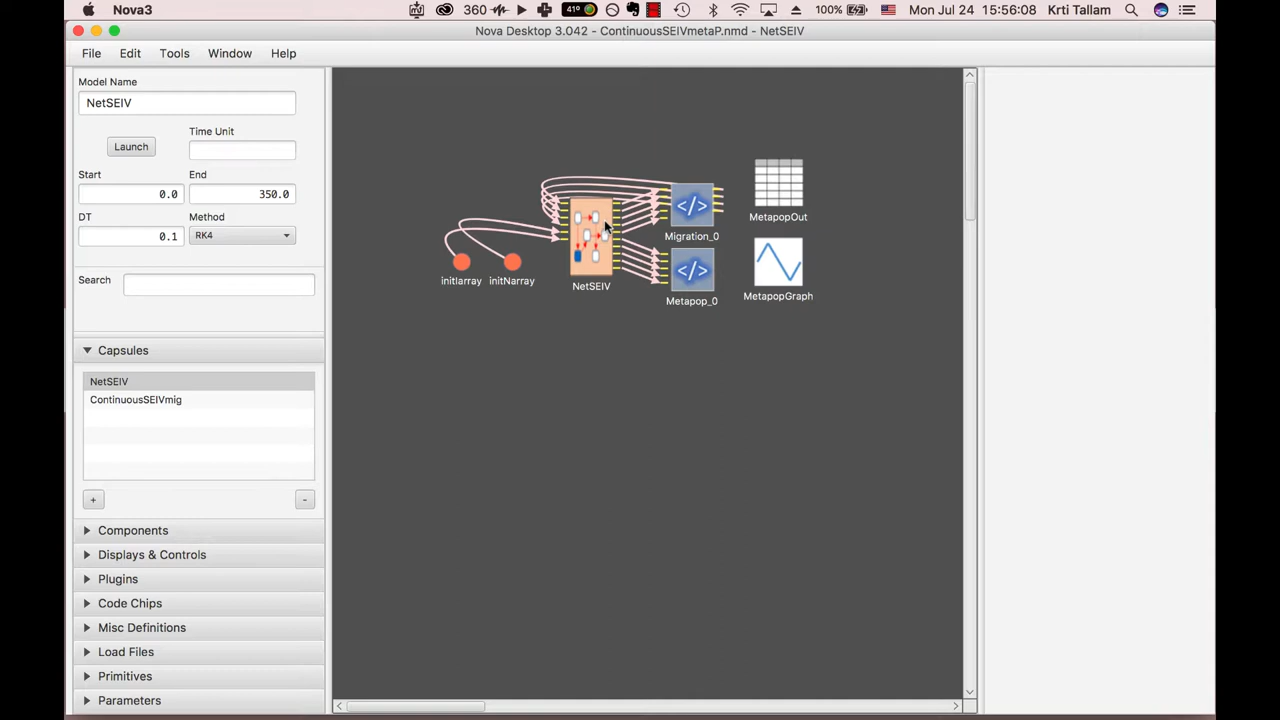 Nova3
360
41°
100%
Mon Jul 24 15:56:08
Krti Tallam
Nova Desktop 3.042 - ContinuousSEIVmetaP.nmd - NetSEIV
File Edit Tools Window Help
Model Name
NetSEIV
Launch
Time Unit
Start
End
0.0
350.0
DT
Method
0.1
RK4
Search
Capsules
NetSEIV
ContinuousSEIVmig
+
-
Components
Displays & Controls
Plugins
Code Chips
Misc Definitions
Load Files
Primitives
Parameters
initIarray
initNarray
NetSEIV
</>
Migration_0
</>
Metapop_0
MetapopOut
MetapopGraph